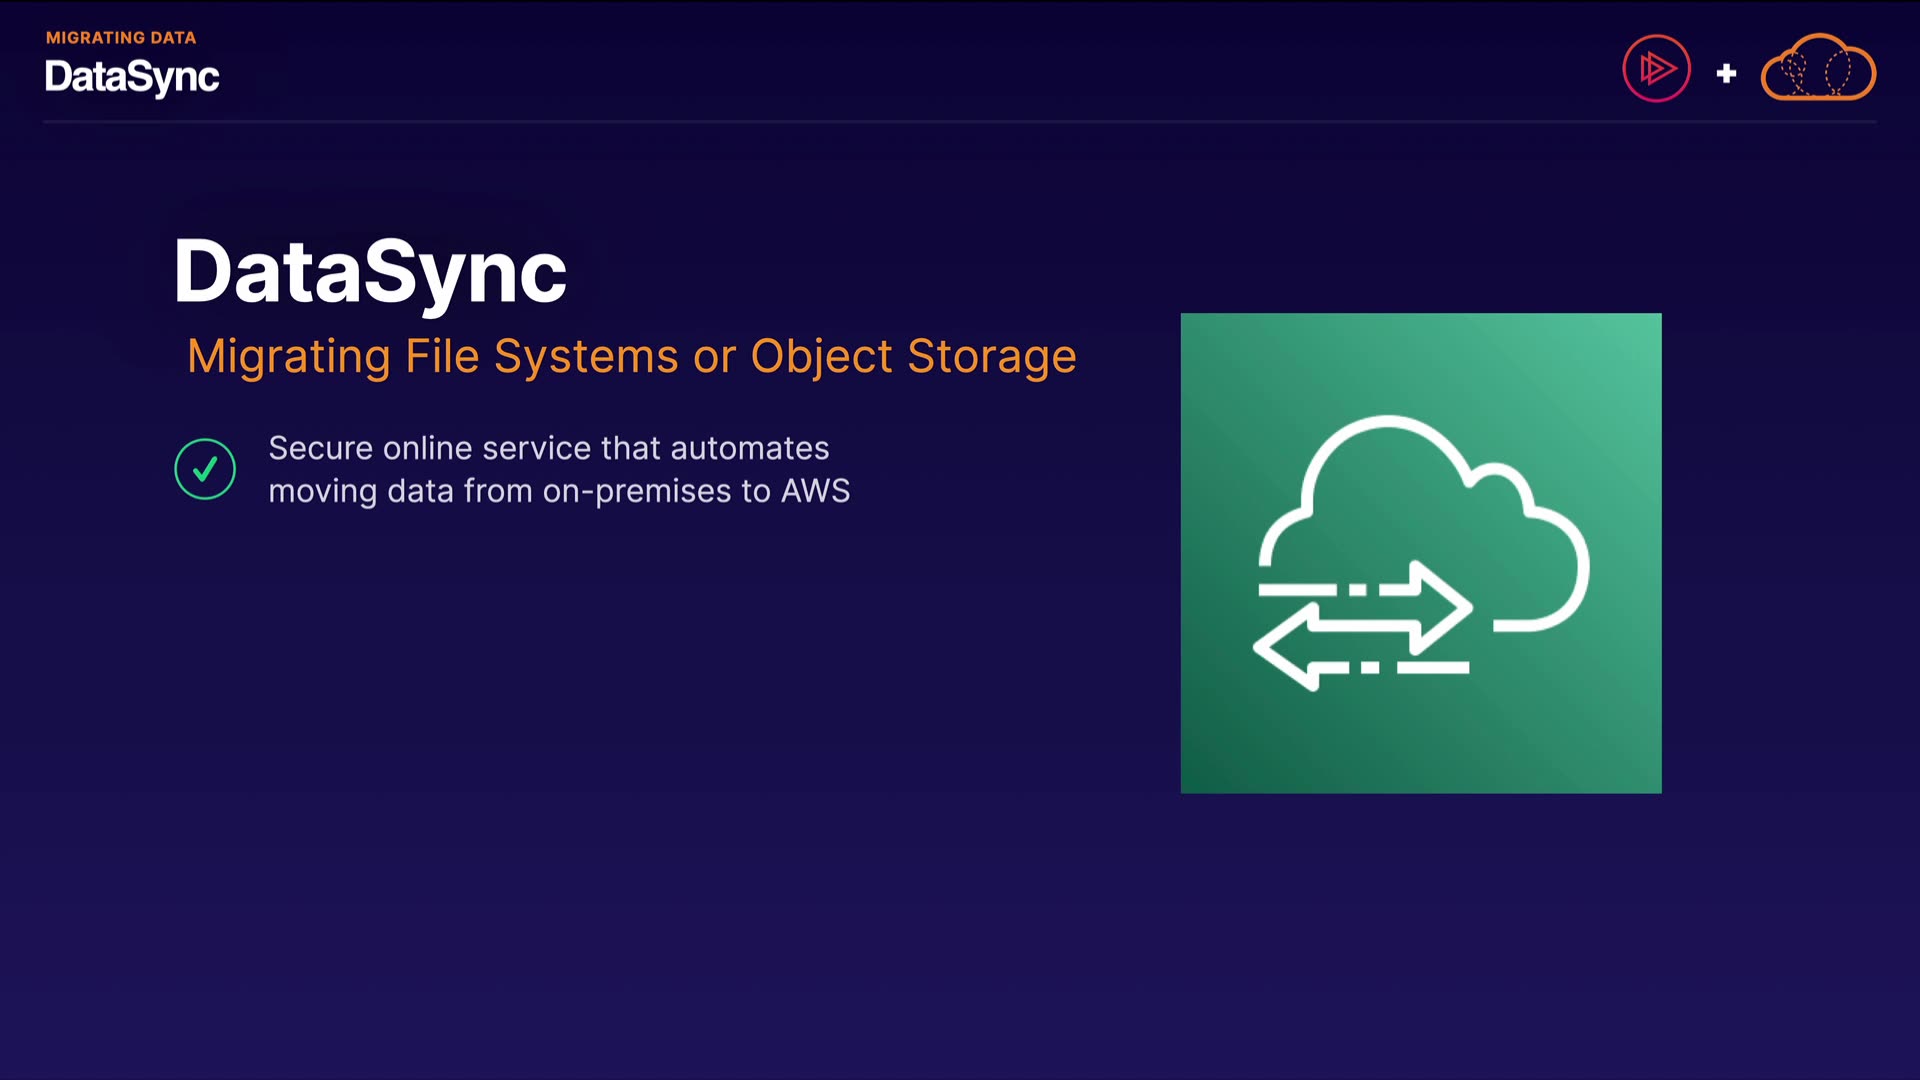 MIGRATING DATA
DataSync
+
DataSync
Migrating File Systems or Object Storage
Secure online service that automates
moving data from on-premises to AWS